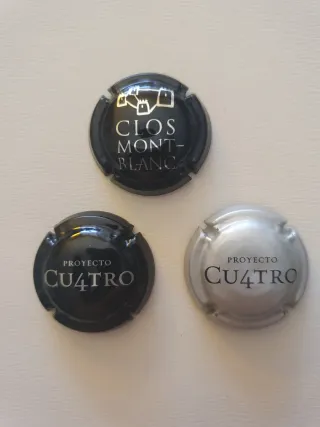 CLOS
MONT-
BLANC
PROYECTO
CU4TRO
PROYECTO
CU4TRO